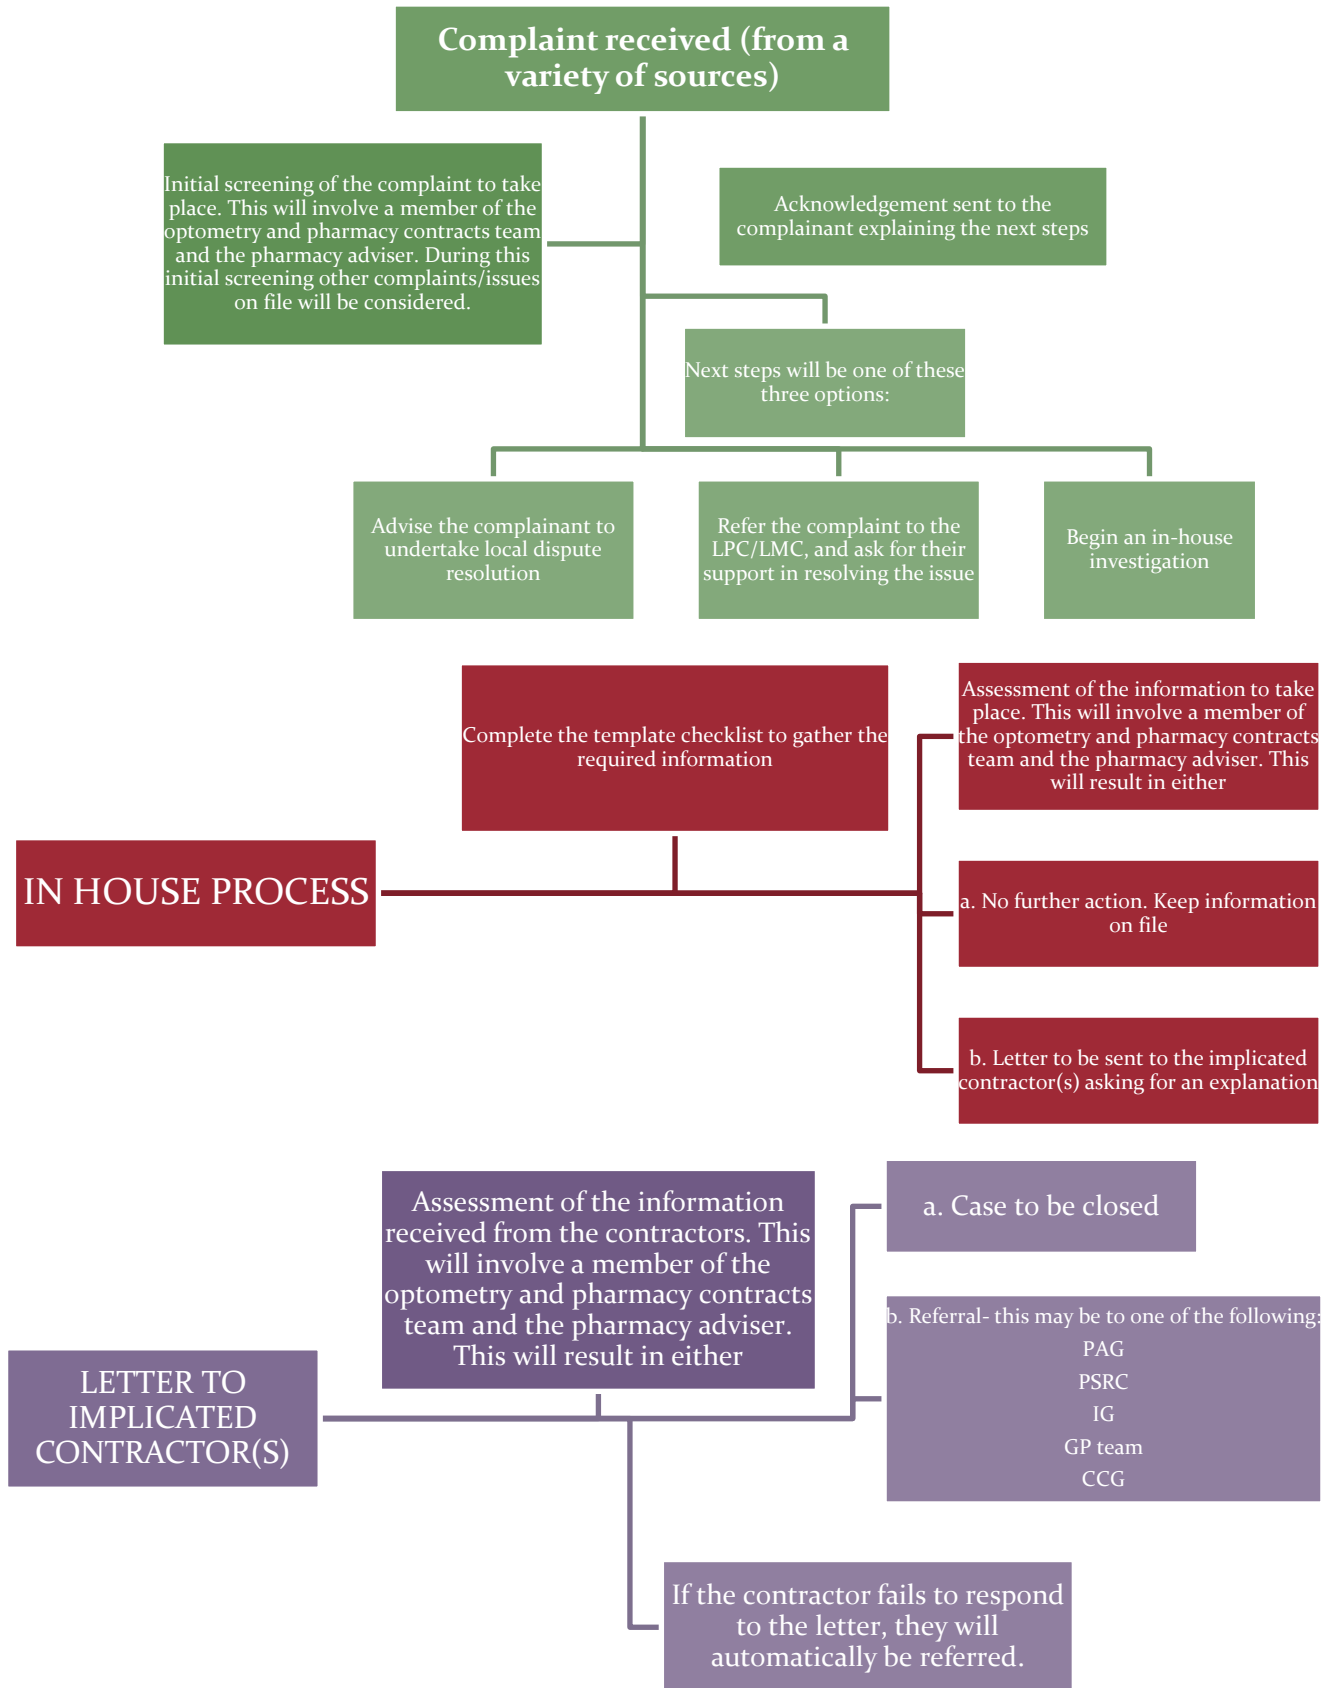 Complaint received (from a
variety of sources)
Initial screening of the complaint to take
place. This will involve a member of the
optometry and pharmacy contracts team
and the pharmacy adviser. During this
initial screening other complaints/issues
on file will be considered.
Acknowledgement sent to the
complainant explaining the next steps
Next steps will be one of these
three options:
Advise the complainant to
undertake local dispute
resolution
Refer the complaint to the
LPC/LMC, and ask for their
support in resolving the issue
Begin an in-house
investigation
Complete the template checklist to gather the
required information
Assessment of the information to take
place. This will involve a member of
the optometry and pharmacy contracts
team and the pharmacy adviser. This
will result in either
IN HOUSE PROCESS
a. No further action. Keep information
on file
b. Letter to be sent to the implicated
contractor(s) asking for an explanation
Assessment of the information
received from the contractors. This
will involve a member of the
optometry and pharmacy contracts
team and the pharmacy adviser.
This will result in either
a. Case to be closed
b. Referral- this may be to one of the following:
PAG
PSRC
IG
GP team
CCG
LETTER TO
IMPLICATED
CONTRACTOR(S)
If the contractor fails to respond
to the letter, they will
automatically be referred.